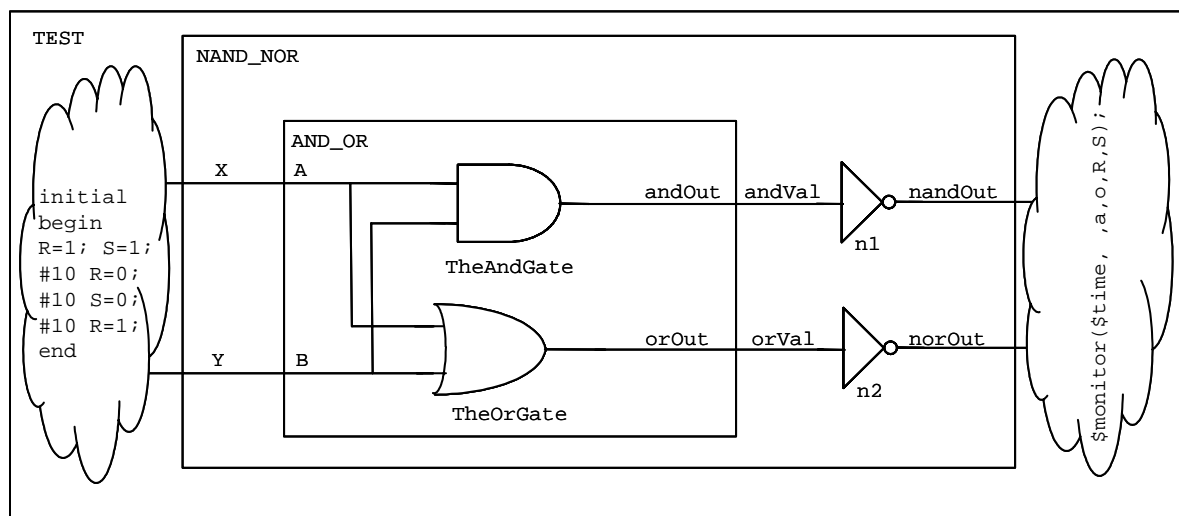 TEST
NAND_NOR
AND_OR
initial
begin
R=1; S=1;
#10 R=0;
#10 S=0;
#10 R=1;
end
X
A
Y
B
TheAndGate
TheOrGate
andOut
andVal
orOut
orVal
n1
n2
nandOut
norOut
$monitor($time, ,a,o,R,S);